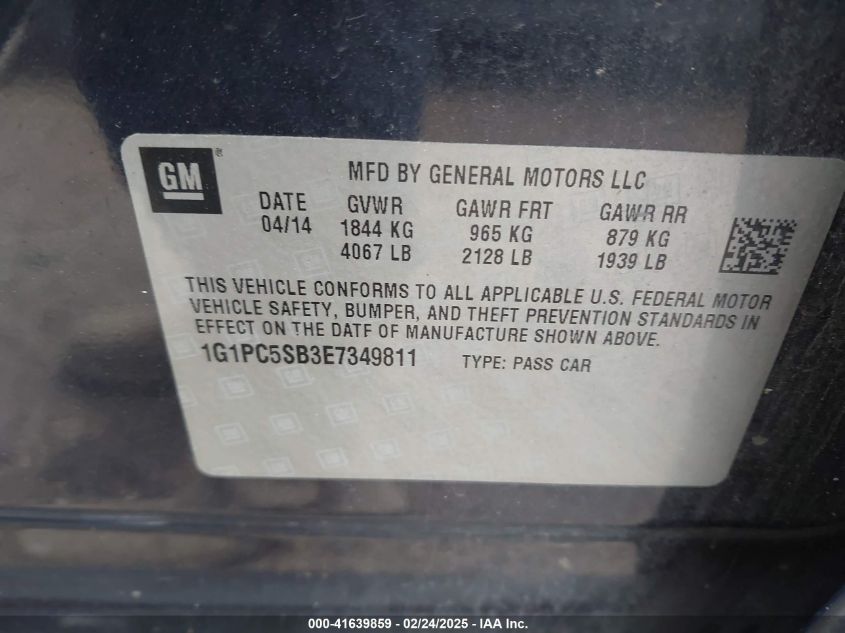 GM®
MFD BY GENERAL MOTORS LLC
DATE GVWR GAWR FRT GAWR RR
04/14 1844 KG 965 KG 879 KG
4067 LB 2128 LB 1939 LB
THIS VEHICLE CONFORMS TO ALL APPLICABLE U.S. FEDERAL MOTOR
VEHICLE SAFETY, BUMPER, AND THEFT PREVENTION STANDARDS IN
EFFECT ON THE DATE OF MANUFACTURE SHOWN ABOVE.
1G1PC5SB3E7349811 TYPE: PASS CAR
000-41639859 - 02/24/2025 - IAA Inc.